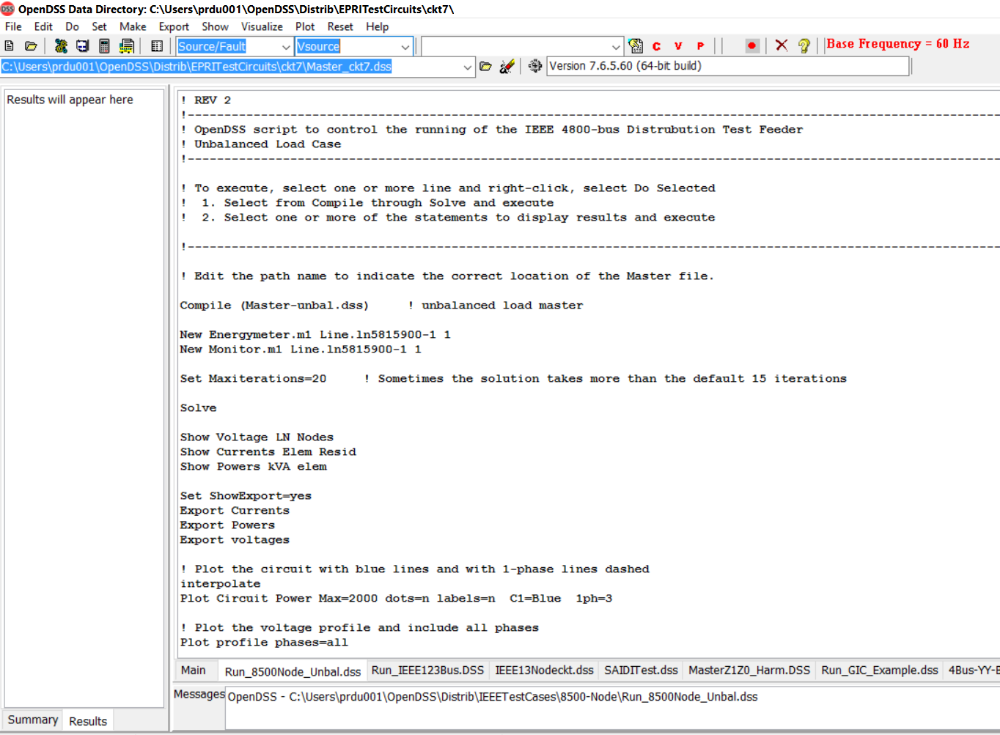 OpenDSS Data Directory: C:\Users\prdu001\OpenDSS\Distrib\EPRITestCircuits\ckt7\
File Edit Do Set Make Export Show Visualize Plot Reset Help
Source/Fault Vsource C V P Base Frequency = 60 Hz
C:\Users\prdu001\OpenDSS\Distrib\EPRITestCircuits\ckt7\Master_ckt7.dss Version 7.6.5.60 (64-bit build)
Results will appear here
! REV 2
!----------------------------------------------------------------
! OpenDSS script to control the running of the IEEE 4800-bus Distrubution Test Feeder
! Unbalanced Load Case
!----------------------------------------------------------------
! To execute, select one or more line and right-click, select Do Selected
! 1. Select from Compile through Solve and execute
! 2. Select one or more of the statements to display results and execute
!----------------------------------------------------------------
! Edit the path name to indicate the correct location of the Master file.
Compile (Master-unbal.dss) ! unbalanced load master
New Energymeter.m1 Line.ln5815900-1 1
New Monitor.m1 Line.ln5815900-1 1
Set Maxiterations=20 ! Sometimes the solution takes more than the default 15 iterations
Solve
Show Voltage LN Nodes
Show Currents Elem Resid
Show Powers kVA elem
Set ShowExport=yes
Export Currents
Export Powers
Export voltages
! Plot the circuit with blue lines and with 1-phase lines dashed
interpolate
Plot Circuit Power Max=2000 dots=n labels=n C1=Blue 1ph=3
! Plot the voltage profile and include all phases
Plot profile phases=all
Main Run_8500Node_Unbal.dss Run_IEEE123Bus.DSS IEEE13Nodeckt.dss SAIDITest.dss MasterZ1Z0_Harm.DSS Run_GIC_Example.dss 4Bus-YY-B
Messages OpenDSS - C:\Users\prdu001\OpenDSS\Distrib\IEEETestCases\8500-Node\Run_8500Node_Unbal.dss
Summary Results